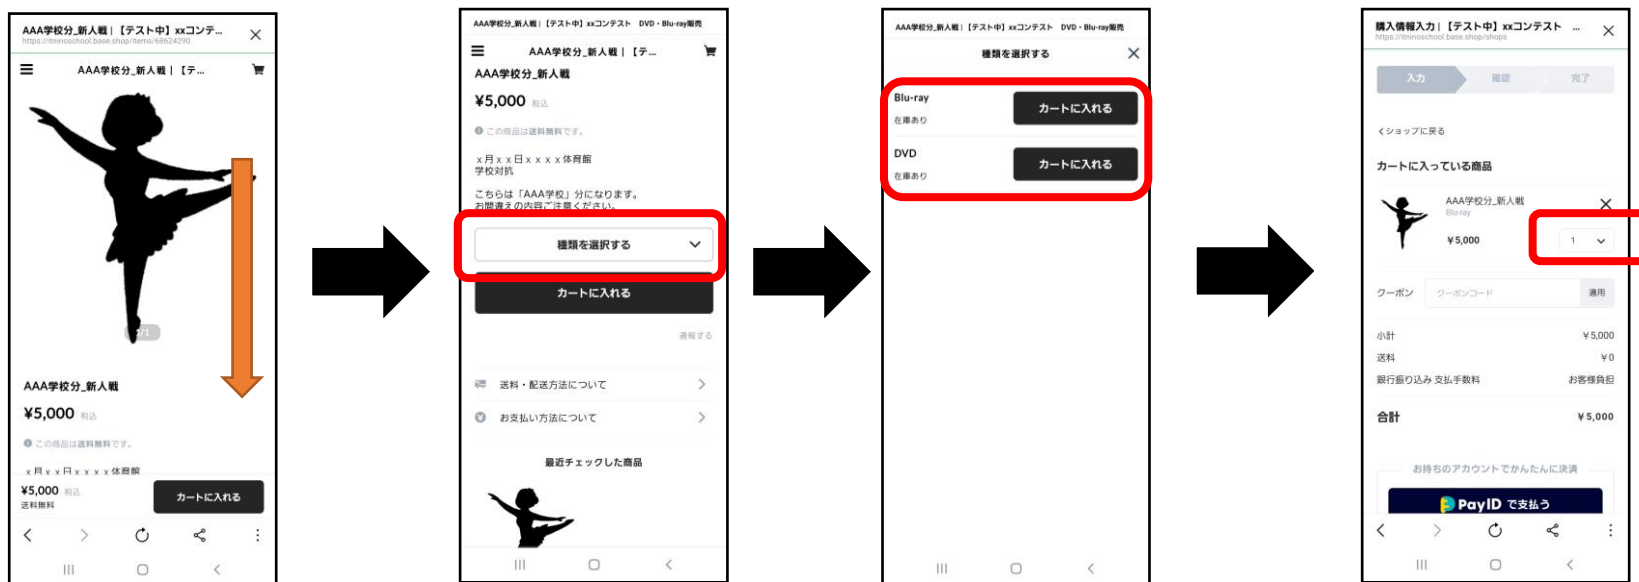 AAA学校分_新人戦 | 【テスト中】xxコンテ...
https://itminoschool.base.shop/items/68624290
AAA学校分_新人戦 | 【テ...
1/1
AAA学校分_新人戦
¥5,000 税込
この商品は送料無料です。
x月xx日xxxx体育館
¥5,000 税込
送料無料
カートに入れる
AAA学校分_新人戦 | 【テスト中】xxコンテスト DVD・Blu-ray販売
AAA学校分_新人戦 | 【テ...
AAA学校分_新人戦
¥5,000 税込
この商品は送料無料です。
x月xx日xxxx体育館
学校対抗
こちらは「AAA学校」分になります。
お間違えの内容ご注意ください。
種類を選択する
カートに入れる
通報する
送料・配送方法について
お支払い方法について
最近チェックした商品
AAA学校分_新人戦 | 【テスト中】xxコンテスト DVD・Blu-ray販売
種類を選択する
Blu-ray
在庫あり
カートに入れる
DVD
在庫あり
カートに入れる
購入情報入力 | 【テスト中】xxコンテスト ...
https://itminoschool.base.shop/shops
入力 確認 完了
ショップに戻る
カートに入っている商品
AAA学校分_新人戦
Blu-ray
¥5,000
1
クーポン クーポンコード 適用
小計 ¥5,000
送料 ¥0
銀行振り込み 支払手数料 お客様負担
合計 ¥5,000
お持ちのアカウントでかんたんに決済
PayID で支払う